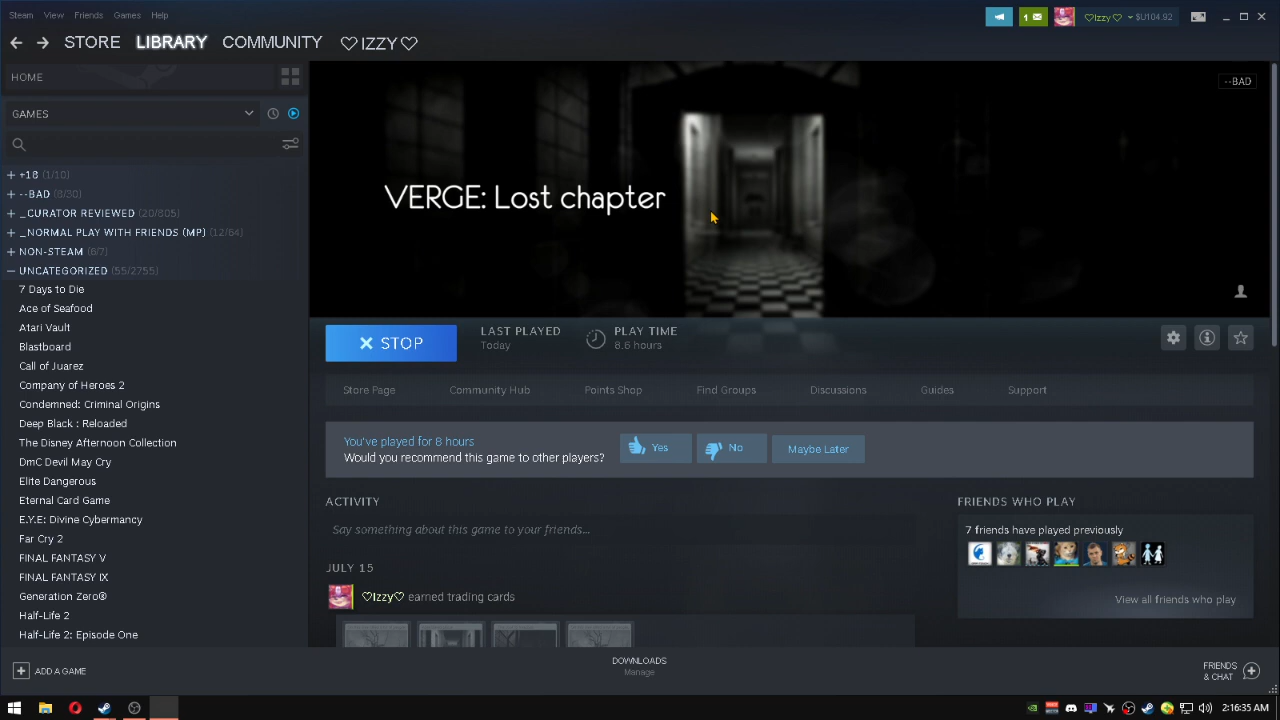 Steam View Friends Games Help
1 ♡Izzy♡ $U104.92
STORE LIBRARY COMMUNITY ♡ IZZY ♡
HOME
--BAD
GAMES
+18 (1/10)
--BAD (8/30)
_CURATOR REVIEWED (20/605)
_NORMAL PLAY WITH FRIENDS (MP) (12/64)
NON-STEAM (6/7)
UNCATEGORIZED (55/2755)
7 Days to Die
Ace of Seafood
Atari Vault
Blastboard
Call of Juarez
Company of Heroes 2
Condemned: Criminal Origins
Deep Black : Reloaded
The Disney Afternoon Collection
DmC Devil May Cry
Elite Dangerous
Eternal Card Game
E.Y.E: Divine Cybermancy
Far Cry 2
FINAL FANTASY V
FINAL FANTASY IX
Generation Zero®
Half-Life 2
Half-Life 2: Episode One
VERGE: Lost chapter
STOP
LAST PLAYED
Today
PLAY TIME
8.6 hours
Store Page Community Hub Points Shop Find Groups Discussions Guides Support
You've played for 8 hours
Would you recommend this game to other players?
Yes No Maybe Later
ACTIVITY
Say something about this game to your friends...
JULY 15
♡Izzy♡ earned trading cards
FRIENDS WHO PLAY
7 friends have played previously
View all friends who play
ADD A GAME
DOWNLOADS
Manage
FRIENDS
& CHAT
2:16:35 AM